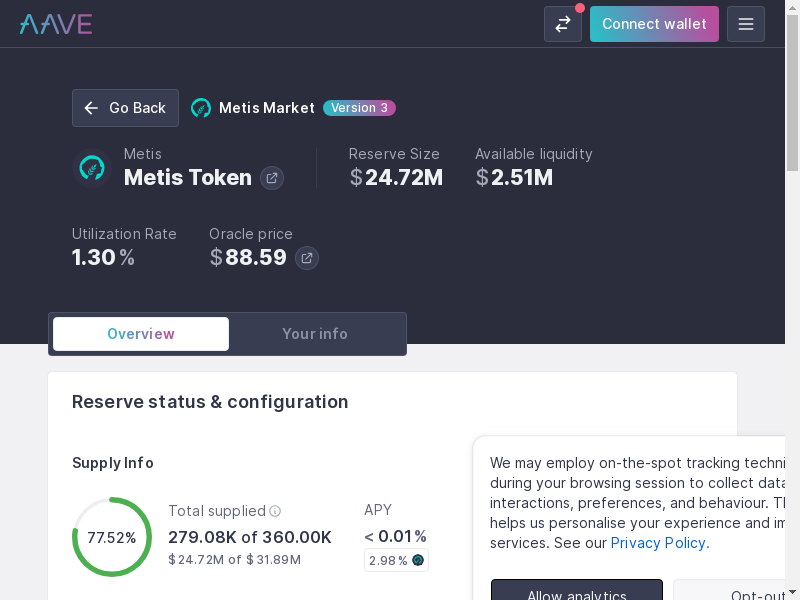 AAVE
Connect wallet
Go Back
Metis Market
Version 3
Metis
Metis Token
Reserve Size
$24.72M
Available liquidity
$2.51M
Utilization Rate
1.30%
Oracle price
$88.59
Overview
Your info
Reserve status & configuration
Supply Info
77.52%
Total supplied
279.08K of 360.00K
$24.72M of $31.89M
APY
< 0.01%
2.98%
We may employ on-the-spot tracking techni
during your browsing session to collect data
interactions, preferences, and behaviour. Th
helps us personalise your experience and im
services. See our Privacy Policy.
Allow analytics
Opt-out